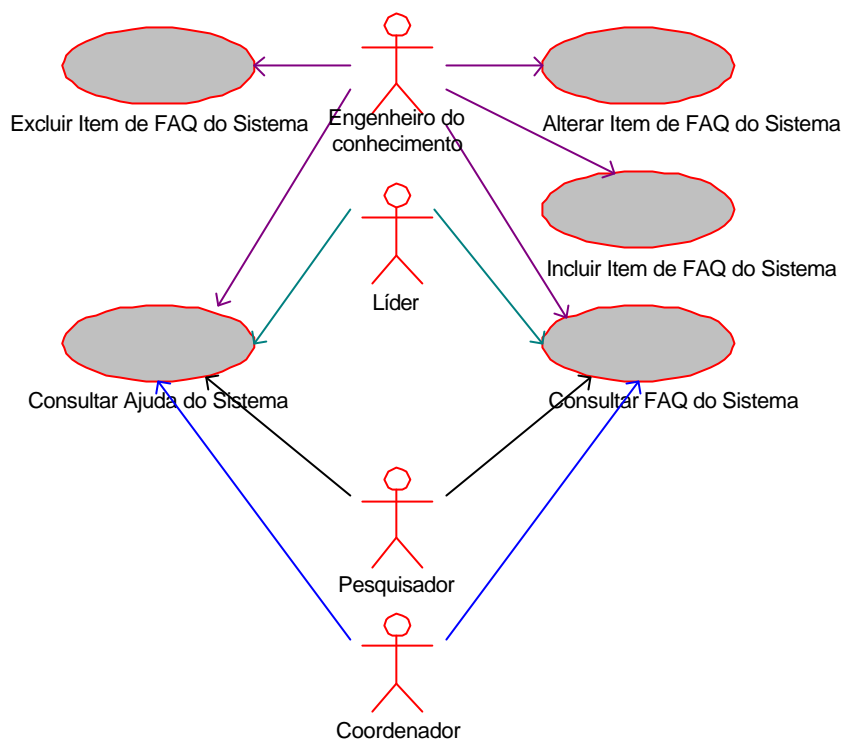 Excluir Item de FAQ do Sistema
Engenheiro do
conhecimento
Alterar Item de FAQ do Sistema
Incluir Item de FAQ do Sistema
Líder
Consultar Ajuda do Sistema
Consultar FAQ do Sistema
Pesquisador
Coordenador